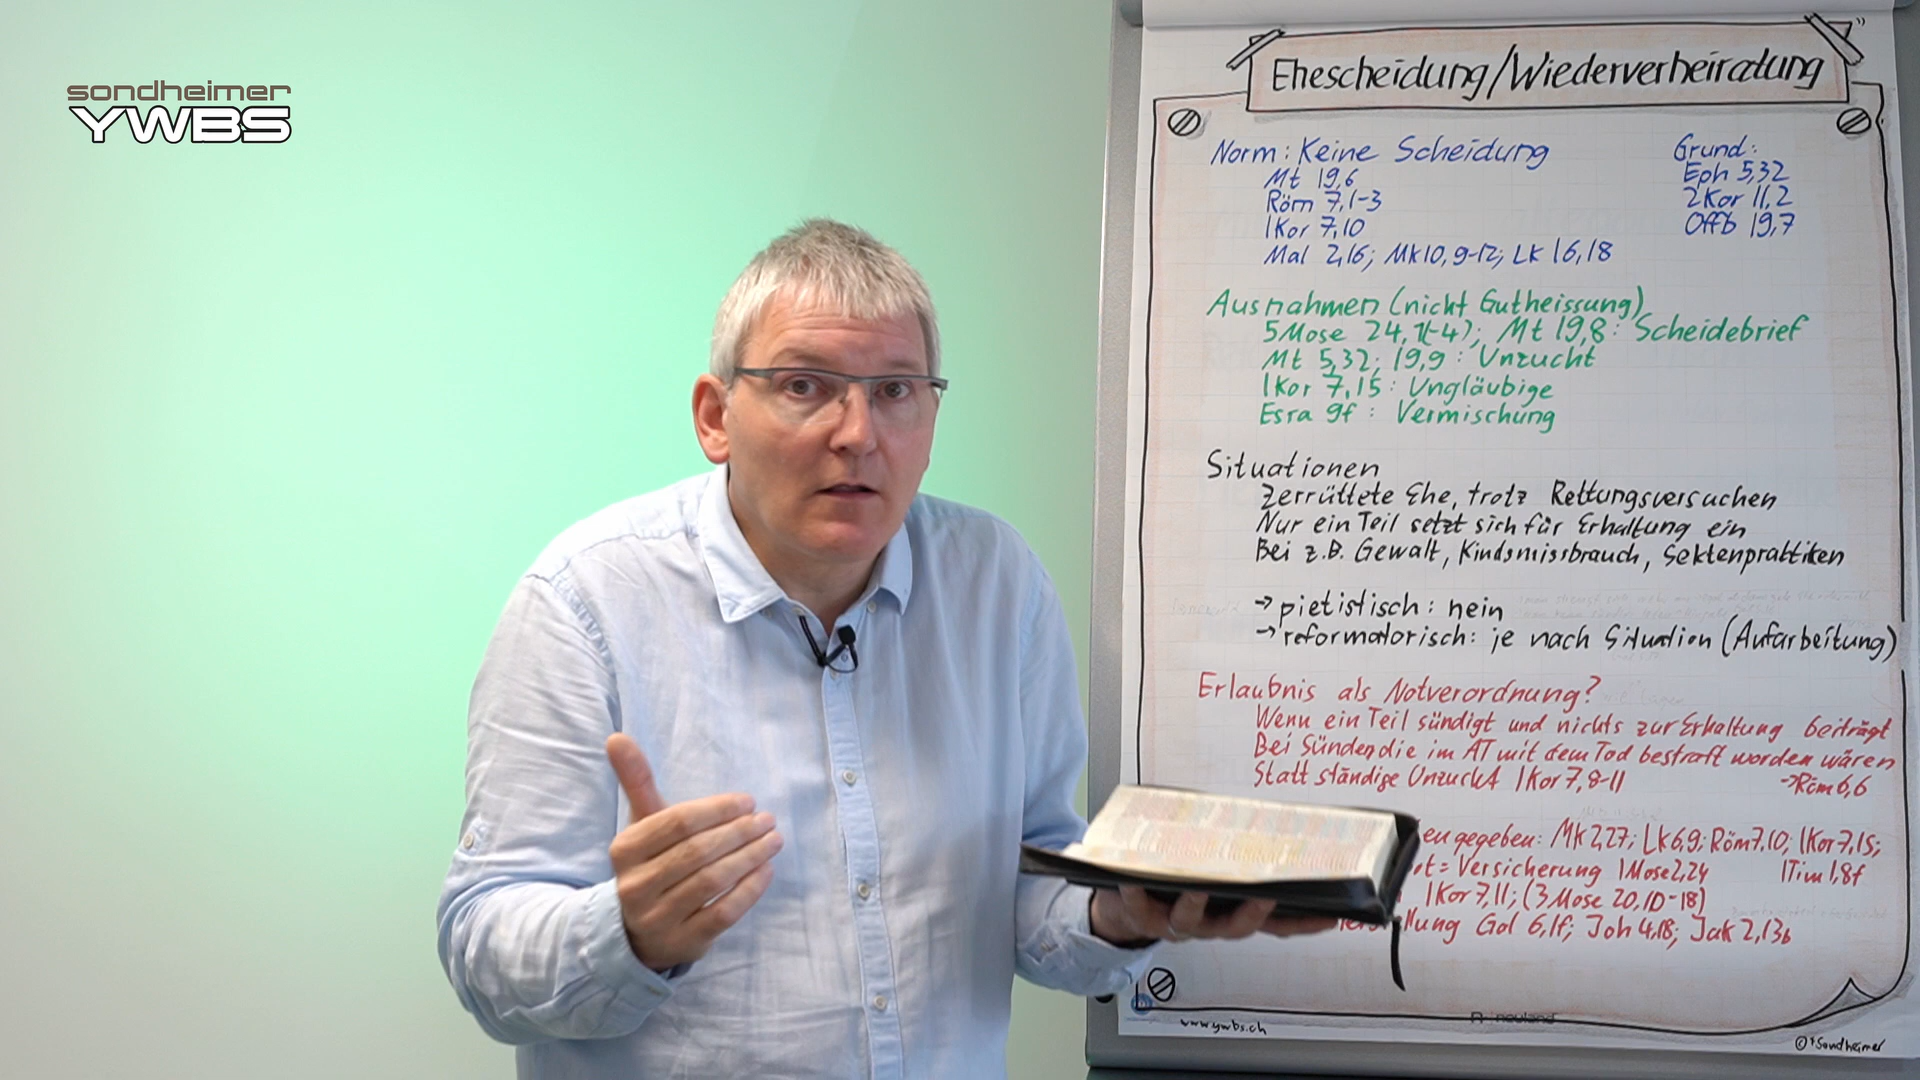 sondheimer
YWBS
Ehescheidung/Wiederverheiratung
Norm: Keine Scheidung
Mt 19,6
Röm 7,1-3
1Kor 7,10
Mal 2,16; Mk10,9-12; Lk 16,18
Grund:
Eph 5,32
2Kor 11,2
Offb 19,7
Ausnahmen (nicht Gutheissung)
5Mose 24,1(-4); Mt 19,8: Scheidebrief
Mt 5,32; 19,9: Unzucht
1Kor 7,15: Ungläubige
Esra 9f: Vermischung
Situationen
Zerrüttete Ehe, trotz Rettungsversuchen
Nur ein Teil setzt sich für Erhaltung ein
Bei z.B. Gewalt, Kindsmissbrauch, Sektenpraktiken
→ pietistisch: nein
→ reformatorisch: je nach Situation (Aufarbeitung)
Erlaubnis als Notverordnung?
Wenn ein Teil sündigt und nichts zur Erhaltung beiträgt
Bei Sünden die im AT mit dem Tod bestraft worden wären
Statt ständige Unzucht 1Kor 7,8-11 →Röm 6,6
en gegeben: Mk 2,27; Lk 6,9; Röm 7,10; 1Kor 7,15;
ot = Versicherung 1Mose 2,24 1Tim 1,8f
1Kor 7,11; (3Mose 20,10-18)
llung Gal 6,1f; Joh 4,18; Jak 2,13b
www.ywbs.ch
neuland
© Sondheimer